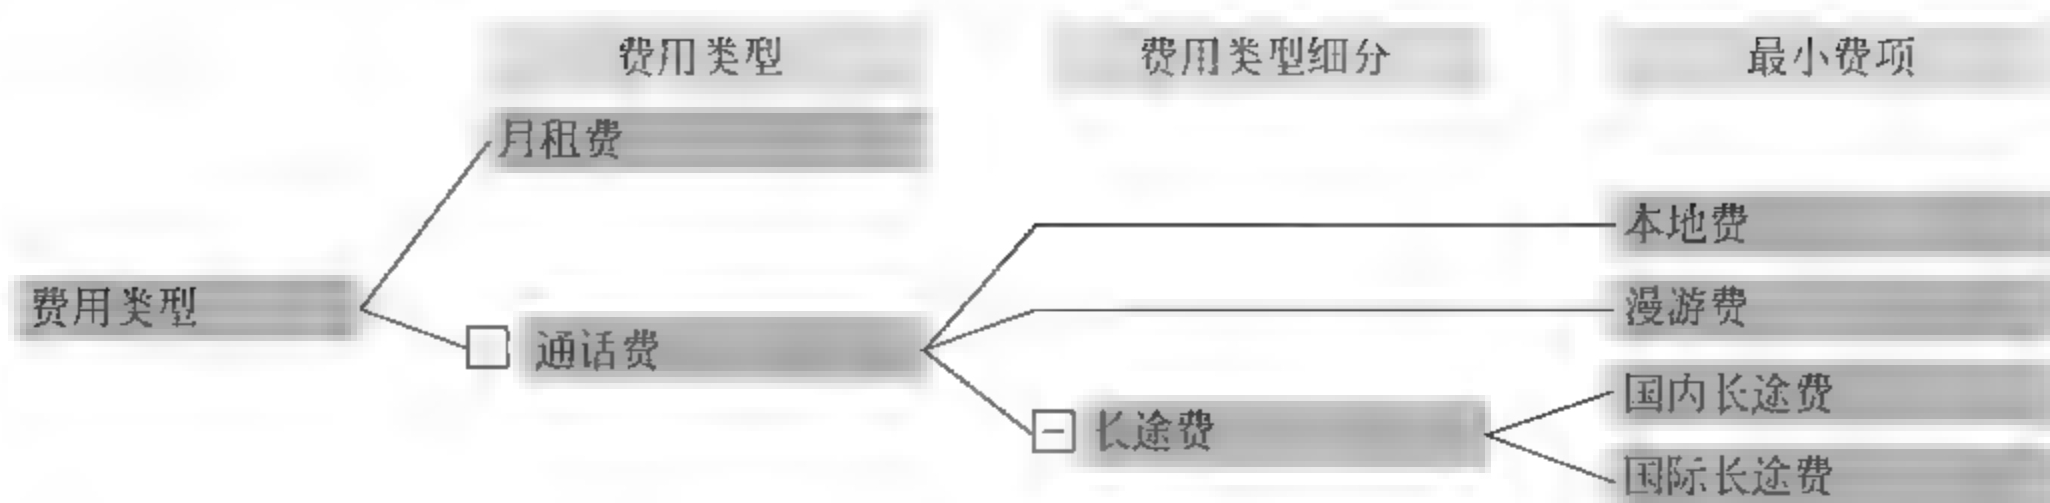 费用类型 费用类型细分 最小费项
月租费
本地费
费用类型
漫游费
通话费
国内长途费
长途费
国际长途费